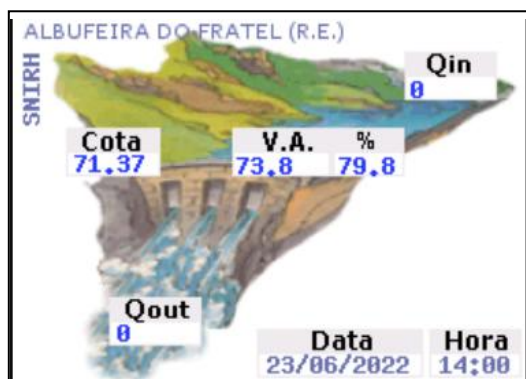 ALBUFEIRA DO FRATEL (R.E.)
SNIRH
Qin
0
Cota
71.37
V.A. %
73.8 79.8
Qout
0
Data Hora
23/06/2022 14:00